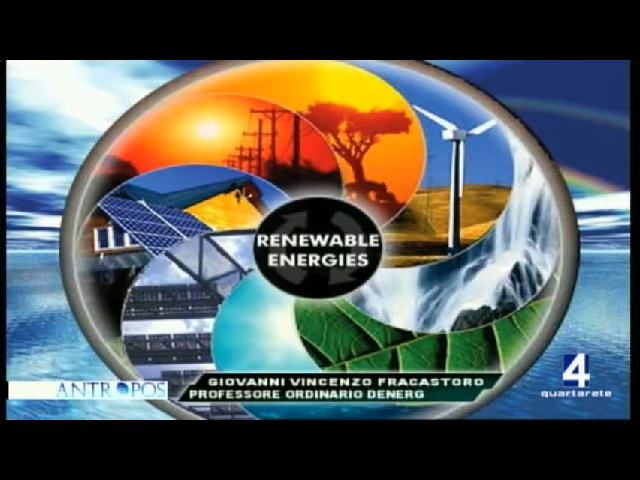 RENEWABLE
ENERGIES
ANTROPOS
GIOVANNI VINCENZO FRACASTORO
PROFESSORE ORDINARIO DENERG
4
quartarete